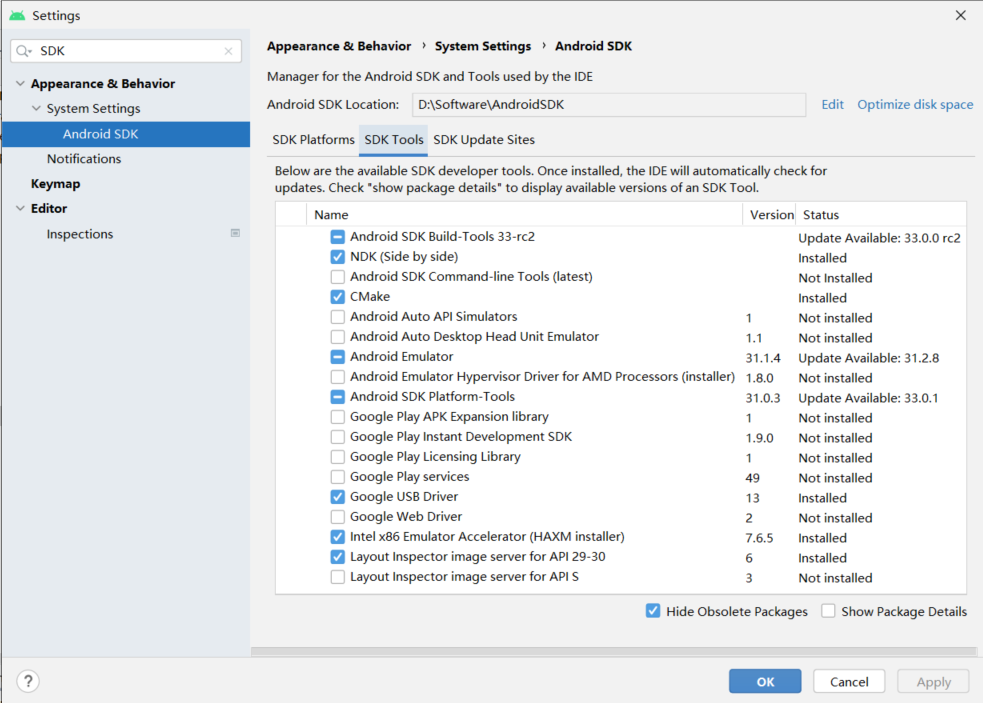 Settings
SDK
Appearance & Behavior
System Settings
Android SDK
Notifications
Keymap
Editor
Inspections
Appearance & Behavior › System Settings › Android SDK
Manager for the Android SDK and Tools used by the IDE
Android SDK Location: D:\Software\AndroidSDK Edit Optimize disk space
SDK Platforms SDK Tools SDK Update Sites
Below are the available SDK developer tools. Once installed, the IDE will automatically check for
updates. Check "show package details" to display available versions of an SDK Tool.
Name Version Status
Android SDK Build-Tools 33-rc2 Update Available: 33.0.0 rc2
NDK (Side by side) Installed
Android SDK Command-line Tools (latest) Not Installed
CMake Installed
Android Auto API Simulators 1 Not installed
Android Auto Desktop Head Unit Emulator 1.1 Not installed
Android Emulator 31.1.4 Update Available: 31.2.8
Android Emulator Hypervisor Driver for AMD Processors (installer) 1.8.0 Not installed
Android SDK Platform-Tools 31.0.3 Update Available: 33.0.1
Google Play APK Expansion library 1 Not installed
Google Play Instant Development SDK 1.9.0 Not installed
Google Play Licensing Library 1 Not installed
Google Play services 49 Not installed
Google USB Driver 13 Installed
Google Web Driver 2 Not installed
Intel x86 Emulator Accelerator (HAXM installer) 7.6.5 Installed
Layout Inspector image server for API 29-30 6 Installed
Layout Inspector image server for API S 3 Not installed
Hide Obsolete Packages Show Package Details
? OK Cancel Apply